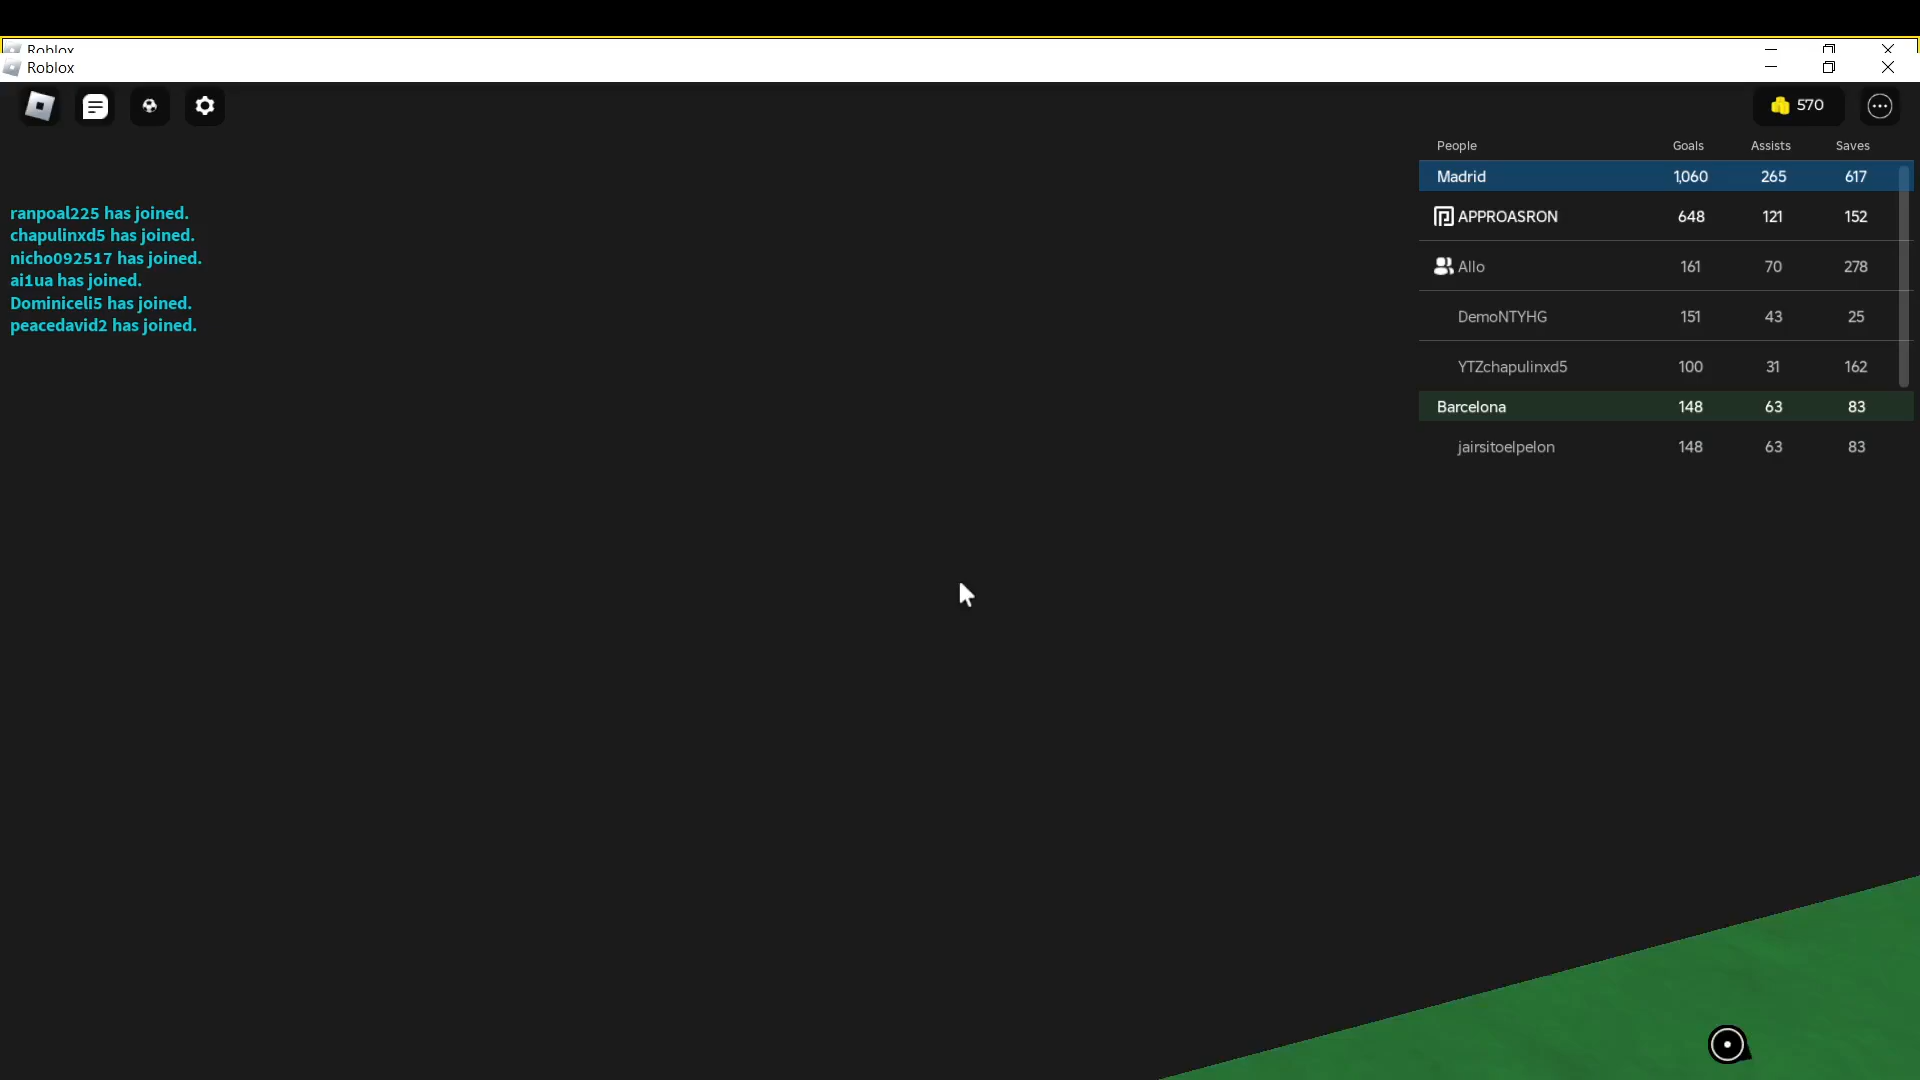 Roblox
Roblox
570
People Goals Assists Saves
Madrid 1,060 265 617
APPROASRON 648 121 152
Allo 161 70 278
DemoNTYHG 151 43 25
YTZchapulinxd5 100 31 162
Barcelona 148 63 83
jairsitoelpelon 148 63 83
ranpoal225 has joined.
chapulinxd5 has joined.
nicho092517 has joined.
ai1ua has joined.
Dominiceli5 has joined.
peacedavid2 has joined.